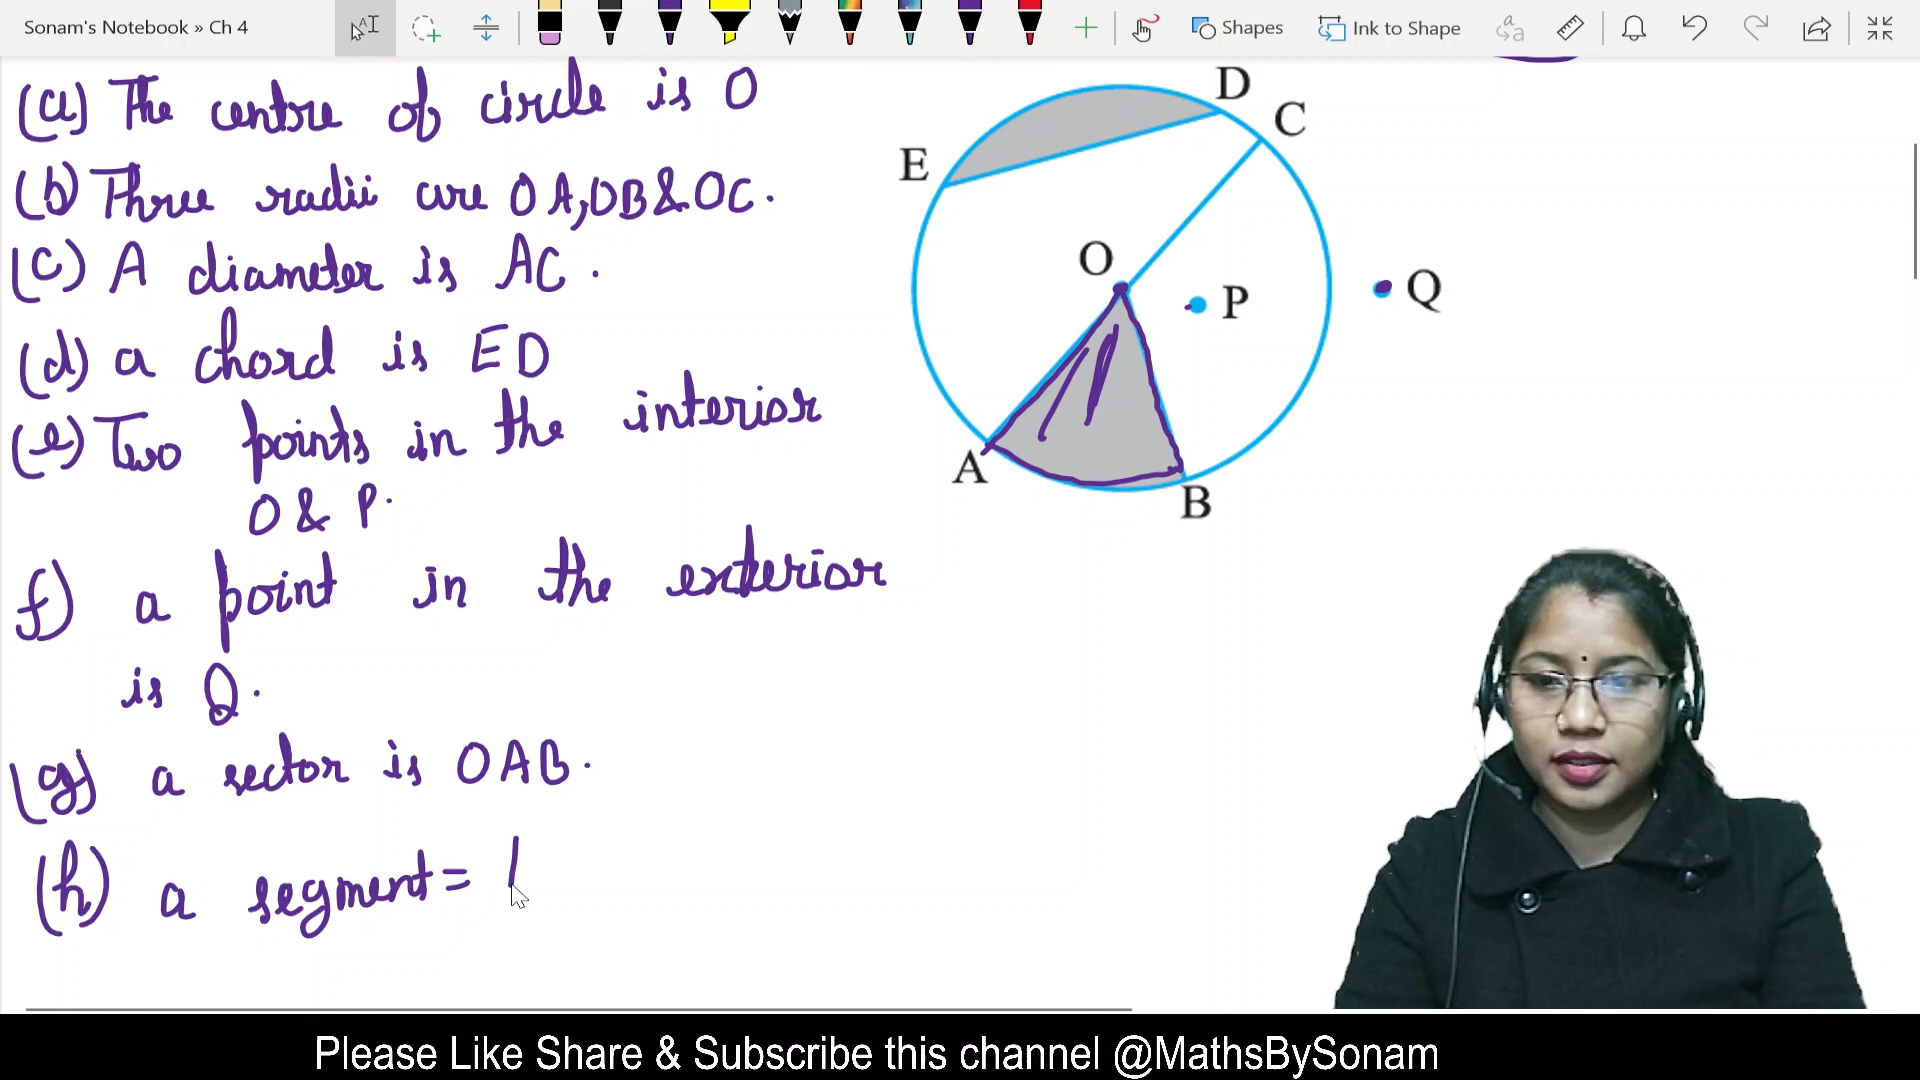 Sonam's Notebook » Ch 4
Shapes
Ink to Shape
(a) The centre of circle is O
(b) Three radii are OA, OB & OC.
(c) A diameter is AC.
(d) a chord is ED
(e) Two points in the interior
O & P.
f) a point in the exterior
is Q.
(g) a sector is OAB.
(h) a segment =
D
C
E
O
P
Q
A
B
Please Like Share & Subscribe this channel @MathsBySonam